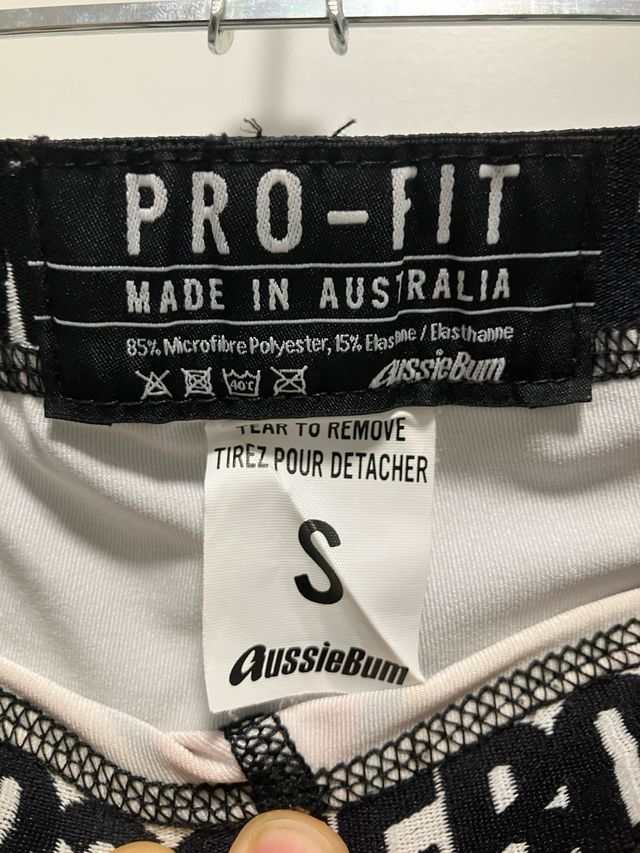 PRO-FIT
MADE IN AUSTRALIA
85% Microfibre Polyester, 15% Elastane / Elasthanne
40°C
aussieBum
TEAR TO REMOVE
TIREZ POUR DETACHER
S
aussieBum